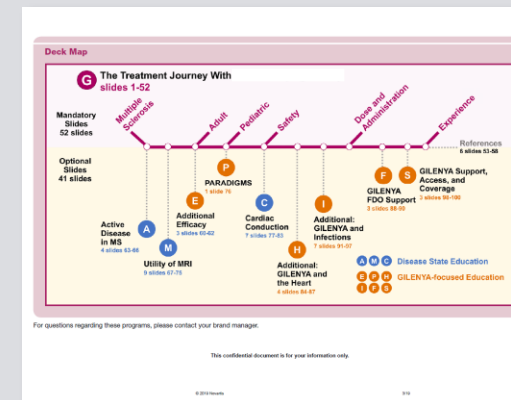 Deck Map
G The Treatment Journey With
slides 1-52
Mandatory
Slides
52 slides
Multiple
Sclerosis
Adult
Pediatric
Safety
Dose and
Administration
Experience
References
6 slides 53-58
Optional
Slides
41 slides
P
PARADIGMS
1 slide 76
E
Additional
Efficacy
3 slides 60-62
A
Active
Disease
in MS
4 slides 63-66
M
Utility of MRI
9 slides 67-75
C
Cardiac
Conduction
7 slides 77-83
H
Additional:
GILENYA and
the Heart
4 slides 84-87
I
Additional:
GILENYA and
Infections
7 slides 91-97
F
GILENYA
FDO Support
3 slides 88-90
S
GILENYA Support,
Access, and
Coverage
3 slides 98-100
A M C Disease State Education
E P H GILENYA-focused Education
I F S
For questions regarding these programs, please contact your brand manager.
This confidential document is for your information only.
© 2019 Novartis